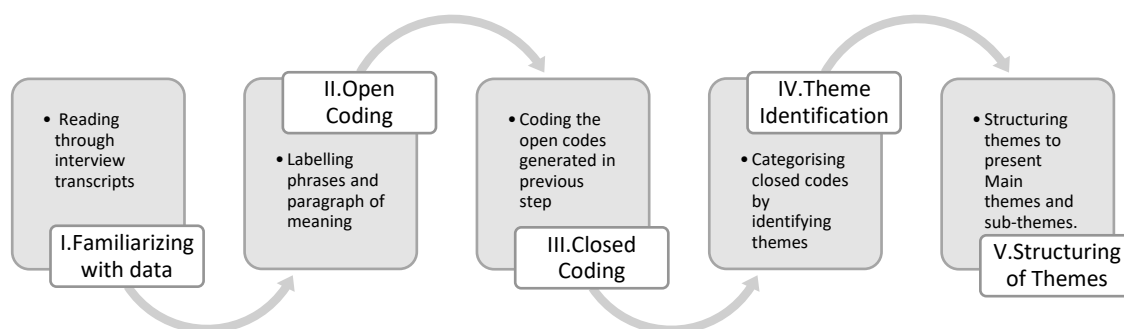 • Reading
through
interview
transcripts
I.Familiarizing
with data
II.Open
Coding
• Labelling
phrases and
paragraph of
meaning
• Coding the
open codes
generated in
previous
step
III.Closed
Coding
IV.Theme
Identification
• Categorising
closed codes
by
identifying
themes
• Structuring
themes to
present
Main
themes and
sub-themes.
V.Structuring
of Themes